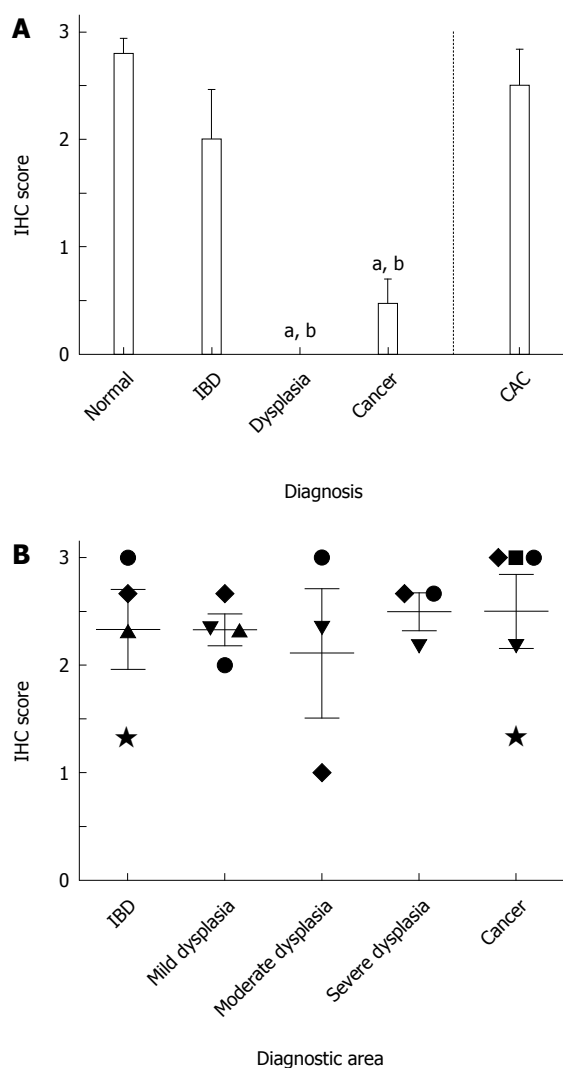 A
3
2
1
0
IHC score
a, b
a, b
Normal
IBD
Dysplasia
Cancer
CAC
Diagnosis
B
3
2
1
0
IHC score
IBD
Mild dysplasia
Moderate dysplasia
Severe dysplasia
Cancer
Diagnostic area